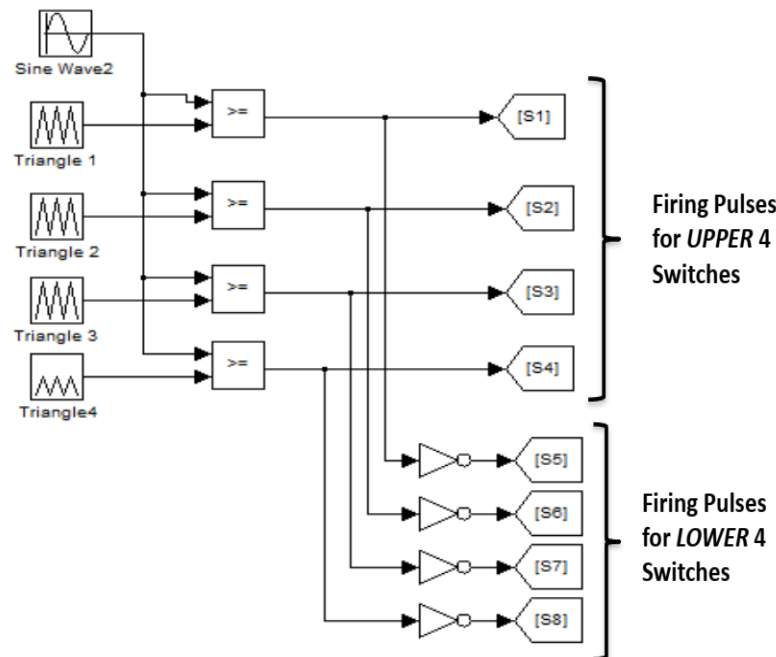 Sine Wave2
>=
[S1]
Triangle 1
>=
[S2]
Triangle 2
>=
[S3]
Triangle 3
>=
[S4]
Triangle4
Firing Pulses
for UPPER 4
Switches
[S5]
[S6]
[S7]
[S8]
Firing Pulses
for LOWER 4
Switches